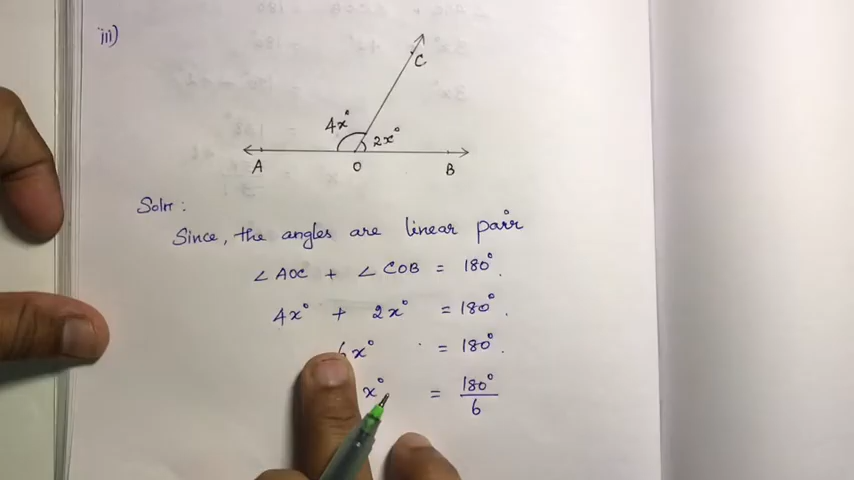 iii)
C
4x°
2x°
A O B
Soln:
Since, the angles are linear pair
∠AOC + ∠COB = 180°.
4x° + 2x° = 180°.
6x° = 180°.
x° = 180°/6